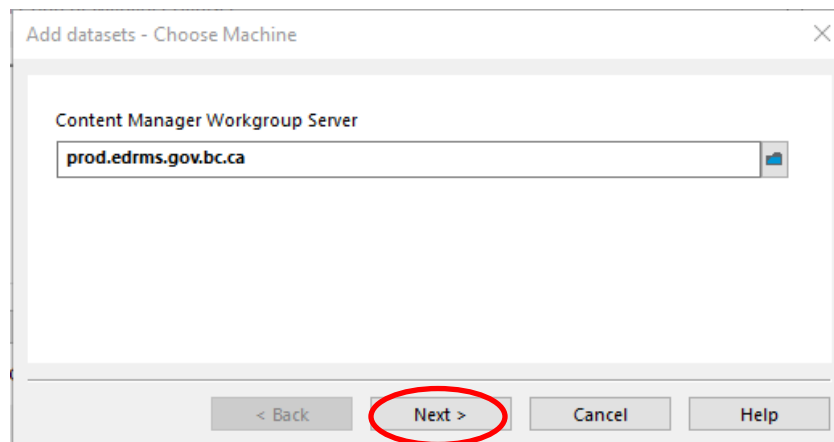 Add datasets - Choose Machine
Content Manager Workgroup Server
prod.edrms.gov.bc.ca
< Back Next > Cancel Help